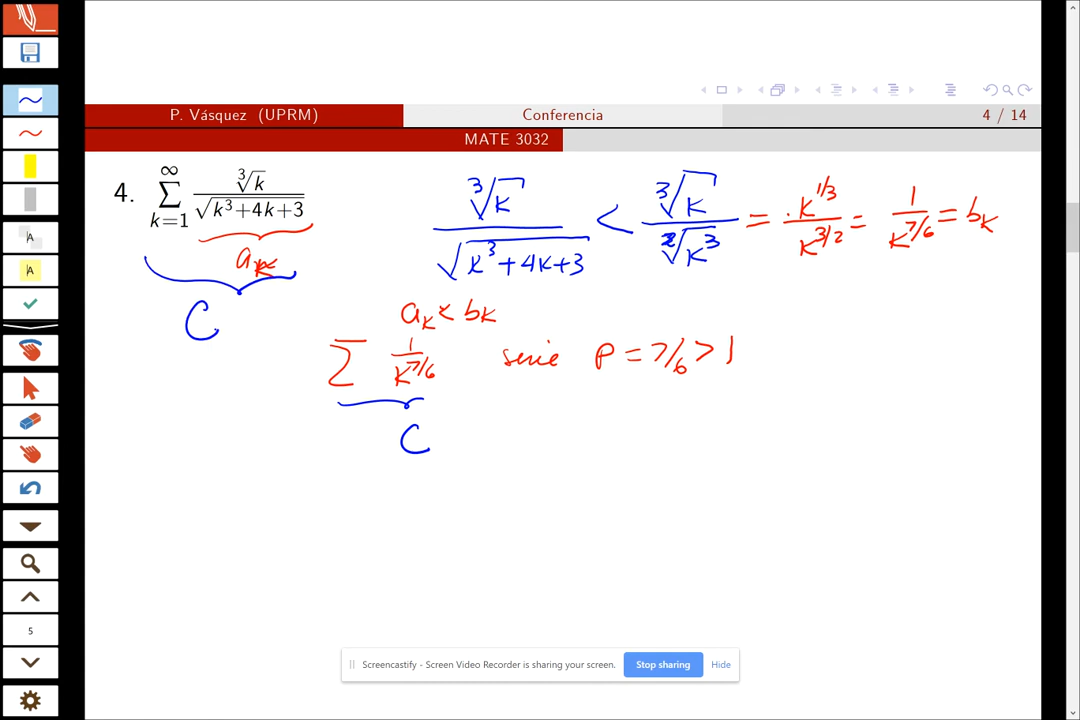 P. Vásquez (UPRM) Conferencia 4 / 14
MATE 3032
4. ∑_{k=1}^{∞} ∛k / √(k³+4k+3)
∛k / √(k³+4k+3) < ∛k / ²√k³ = k^{1/3} / k^{3/2} = 1 / k^{7/6} = b_k
a_k
C
a_k < b_k
∑ 1 / k^{7/6} serie P = 7/6 > 1
C
A
A
5
Screencastify - Screen Video Recorder is sharing your screen. Stop sharing Hide